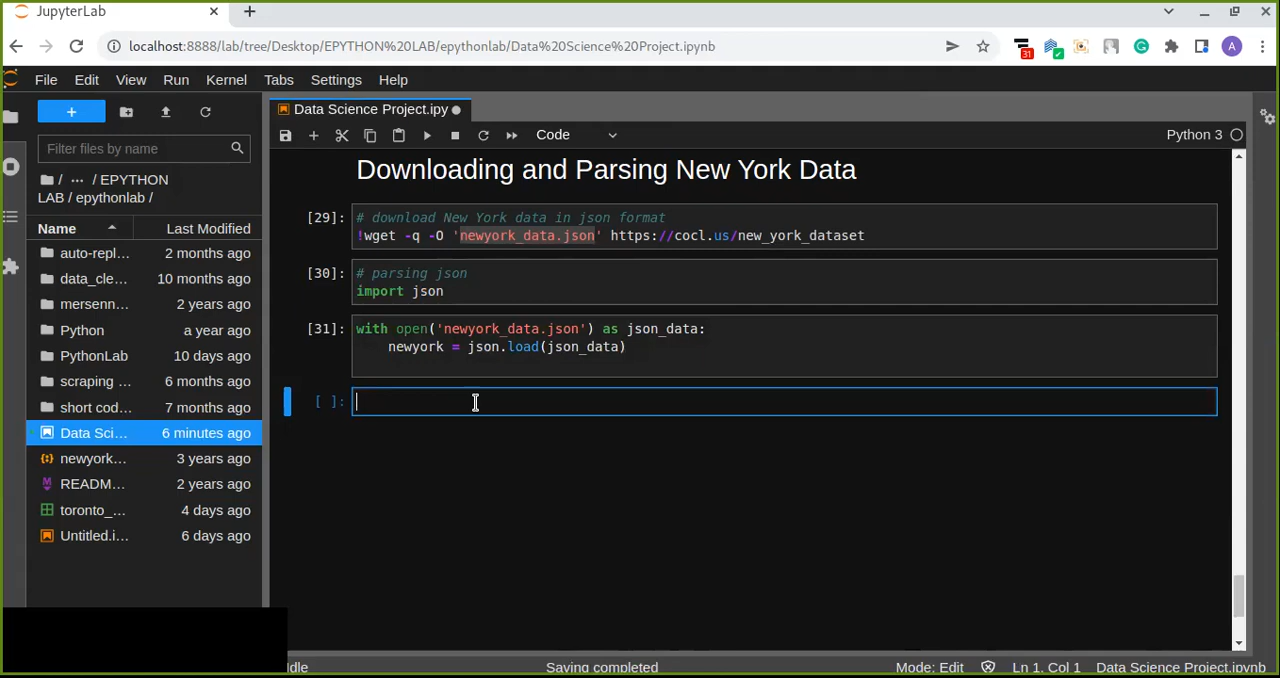 JupyterLab
localhost:8888/lab/tree/Desktop/EPYTHON%20LAB/epythonlab/Data%20Science%20Project.ipynb
31
A
File Edit View Run Kernel Tabs Settings Help
Data Science Project.ipy
Code
Python 3
Filter files by name
/ ··· / EPYTHON
LAB / epythonlab /
Name Last Modified
auto-repl... 2 months ago
data_cle... 10 months ago
mersenn... 2 years ago
Python a year ago
PythonLab 10 days ago
scraping ... 6 months ago
short cod... 7 months ago
Data Sci... 6 minutes ago
newyork... 3 years ago
READM... 2 years ago
toronto_... 4 days ago
Untitled.i... 6 days ago
Downloading and Parsing New York Data
[29]: # download New York data in json format
!wget -q -O 'newyork_data.json' https://cocl.us/new_york_dataset
[30]: # parsing json
import json
[31]: with open('newyork_data.json') as json_data:
newyork = json.load(json_data)
[ ]:
Idle Saving completed Mode: Edit Ln 1, Col 1 Data Science Project.ipynb